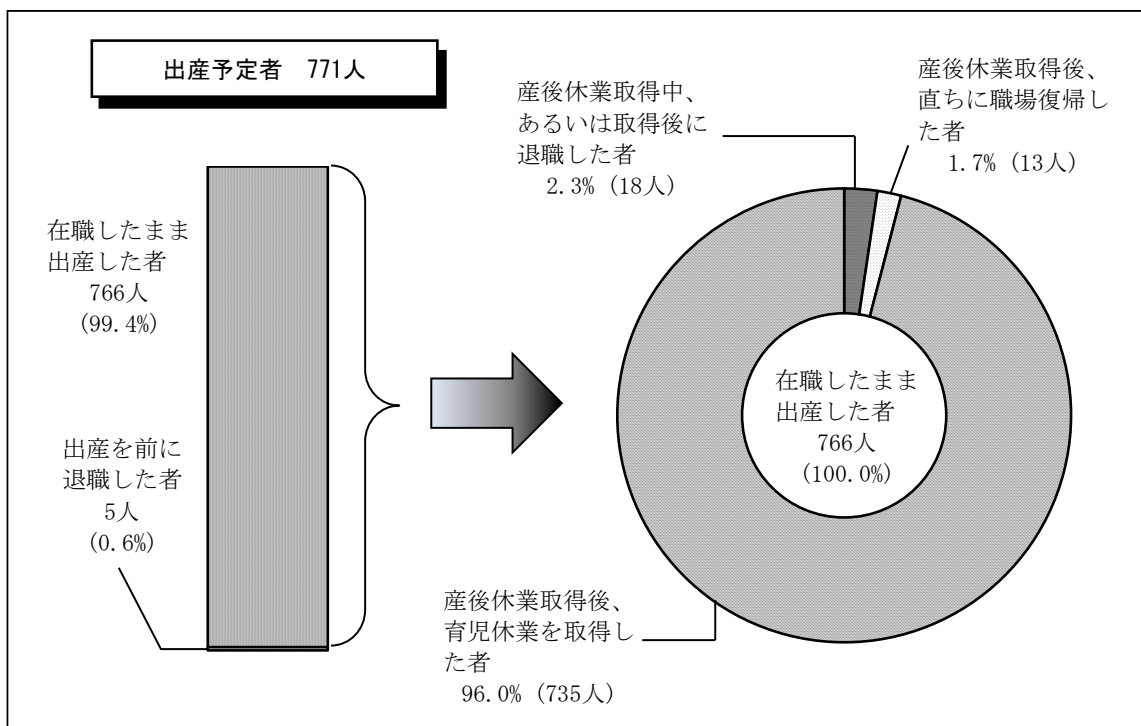 出産予定者　771人
在職したまま
出産した者
766人
(99.4%)
出産を前に
退職した者
5人
(0.6%)
産後休業取得中、
あるいは取得後に
退職した者
2.3% (18人)
産後休業取得後、
直ちに職場復帰し
た者
1.7% (13人)
在職したまま
出産した者
766人
(100.0%)
産後休業取得後、
育児休業を取得し
た者
96.0% (735人)